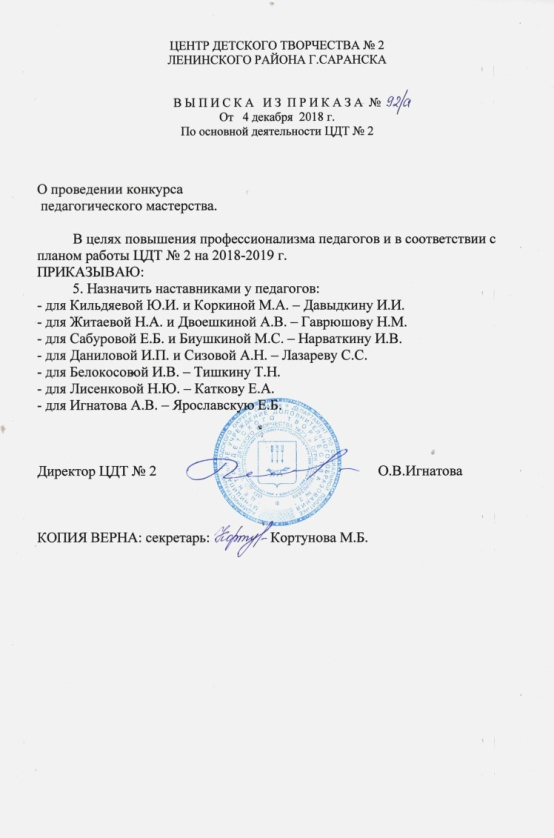 ЦЕНТР ДЕТСКОГО ТВОРЧЕСТВА № 2
ЛЕНИНСКОГО РАЙОНА Г.САРАНСКА
ВЫПИСКА ИЗ ПРИКАЗА № 92/а
От 4 декабря 2018 г.
По основной деятельности ЦДТ № 2
О проведении конкурса
педагогического мастерства.
В целях повышения профессионализма педагогов и в соответствии с
планом работы ЦДТ № 2 на 2018-2019 г.
ПРИКАЗЫВАЮ:
5. Назначить наставниками у педагогов:
- для Кильдяевой Ю.И. и Коркиной М.А. – Давыдкину И.И.
- для Житаевой Н.А. и Двоешкиной А.В. – Гаврюшову Н.М.
- для Сабуровой Е.Б. и Биушкиной М.С. – Нарваткину И.В.
- для Даниловой И.П. и Сизовой А.Н. – Лазареву С.С.
- для Белокосовой И.В. – Тишкину Т.Н.
- для Лисенковой Н.Ю. – Каткову Е.А.
- для Игнатова А.В. – Ярославскую Е.Б.
Директор ЦДТ № 2 О.В.Игнатова
КОПИЯ ВЕРНА: секретарь: Кортунова М.Б.